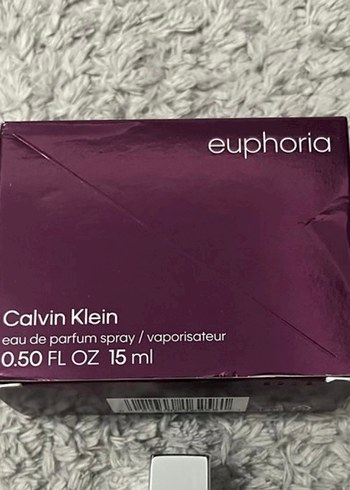 euphoria
Calvin Klein
eau de parfum spray / vaporisateur
0.50 FL OZ 15 ml